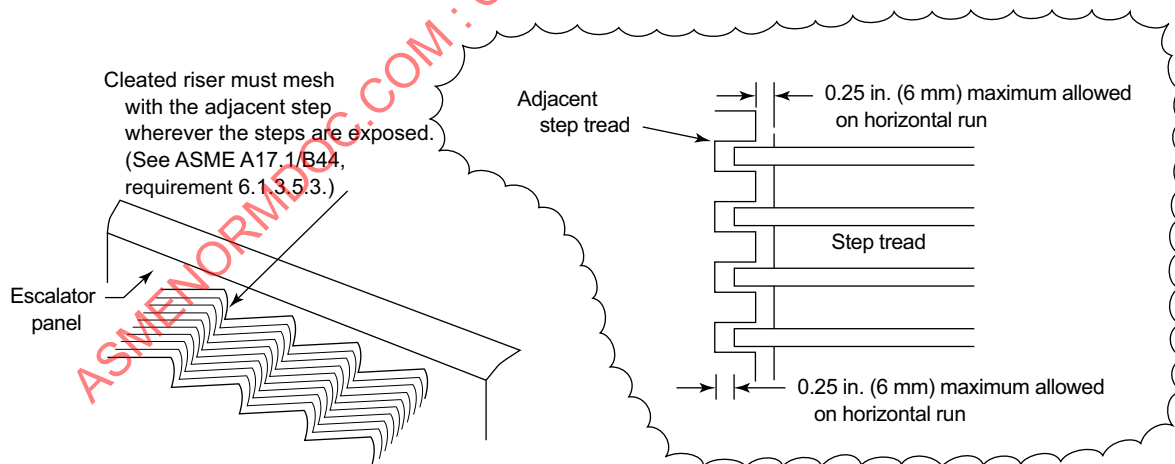 Cleated riser must mesh
with the adjacent step
wherever the steps are exposed.
(See ASME A17.1/B44,
requirement 6.1.3.5.3.)
Escalator
panel
Adjacent
step tread
0.25 in. (6 mm) maximum allowed
on horizontal run
Step tread
0.25 in. (6 mm) maximum allowed
on horizontal run
ASMENORMDOC.COM : C